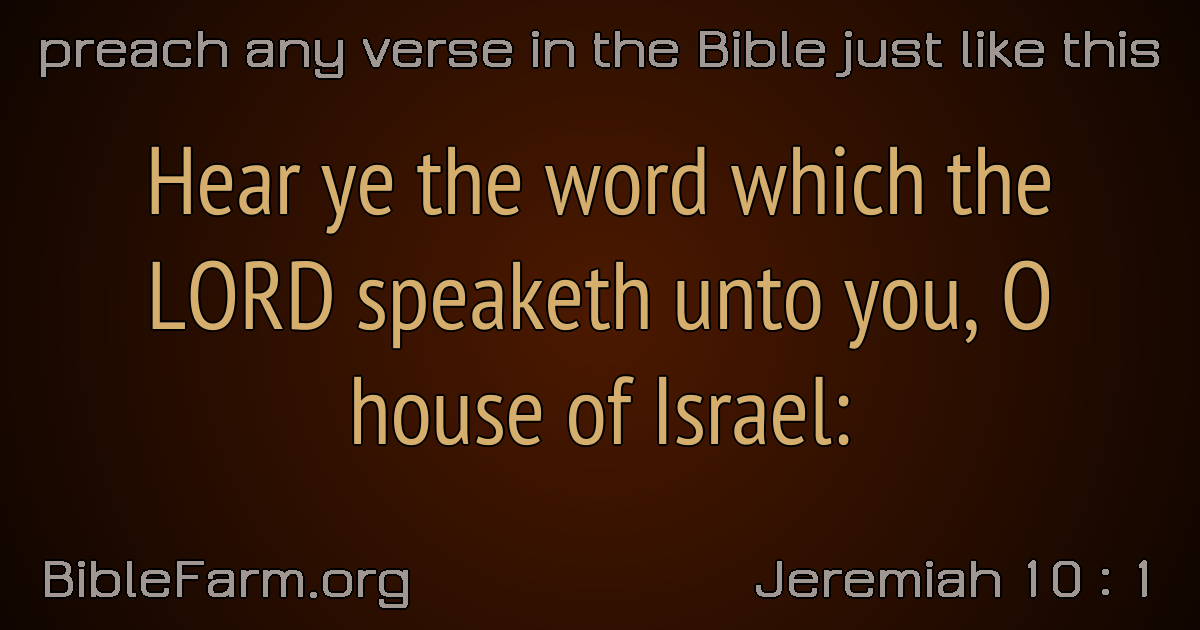 preach any verse in the Bible just like this
Hear ye the word which the
LORD speaketh unto you, O
house of Israel:
BibleFarm.org
Jeremiah 10 : 1